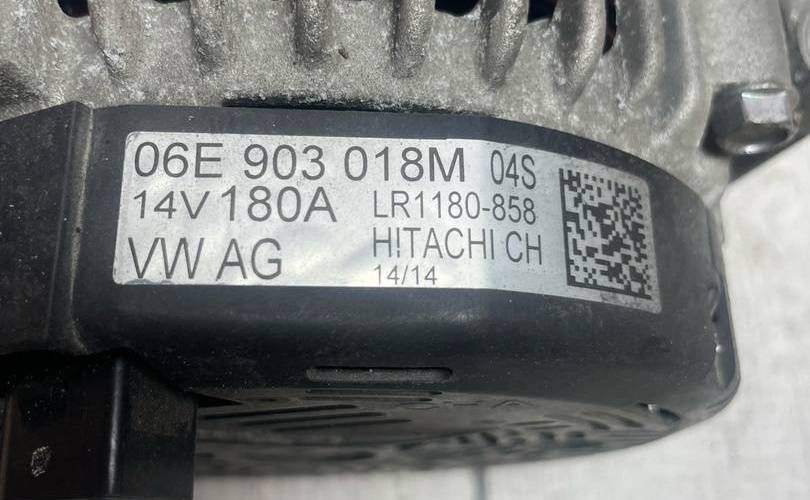 06E 903 018M 04S
14V 180A LR1180-858
VW AG H!TACHI CH
14/14